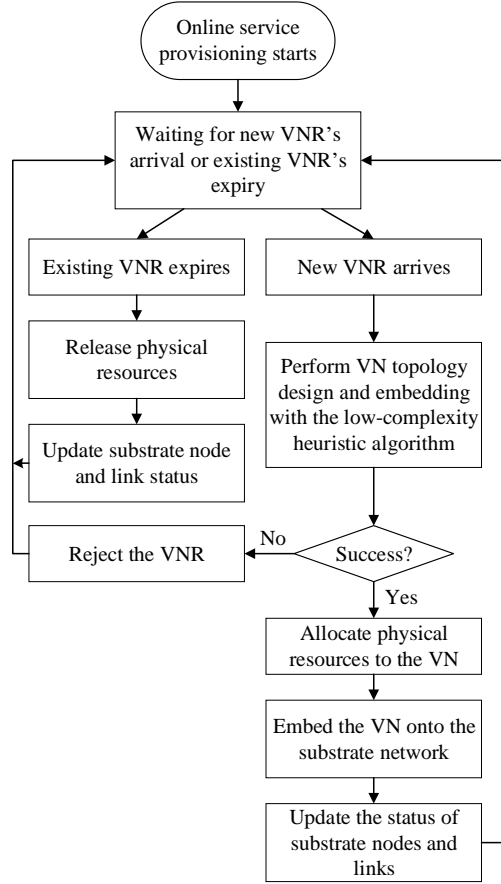 Online service
provisioning starts
Waiting for new VNR's
arrival or existing VNR's
expiry
Existing VNR expires
New VNR arrives
Release physical
resources
Perform VN topology
design and embedding
with the low-complexity
heuristic algorithm
Update substrate node
and link status
Reject the VNR
No
Success?
Yes
Allocate physical
resources to the VN
Embed the VN onto the
substrate network
Update the status of
substrate nodes and
links